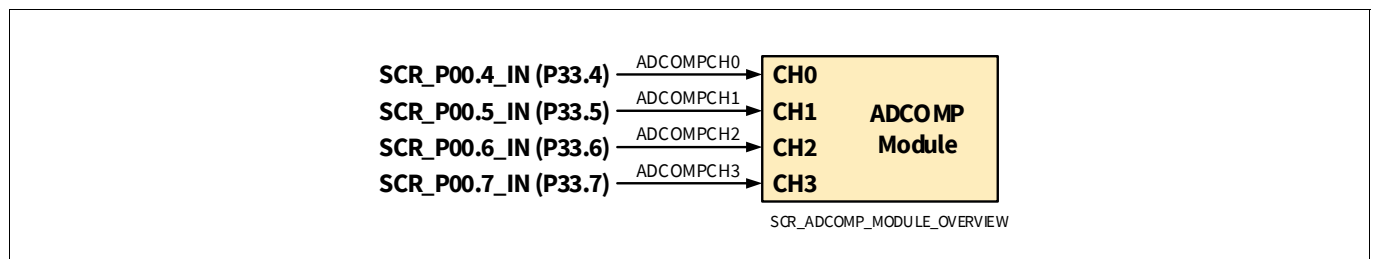 SCR_P00.4_IN (P33.4) ADCOMPCH0 CH0
SCR_P00.5_IN (P33.5) ADCOMPCH1 CH1 ADCOMP
SCR_P00.6_IN (P33.6) ADCOMPCH2 CH2 Module
SCR_P00.7_IN (P33.7) ADCOMPCH3 CH3
SCR_ADCOMP_MODULE_OVERVIEW